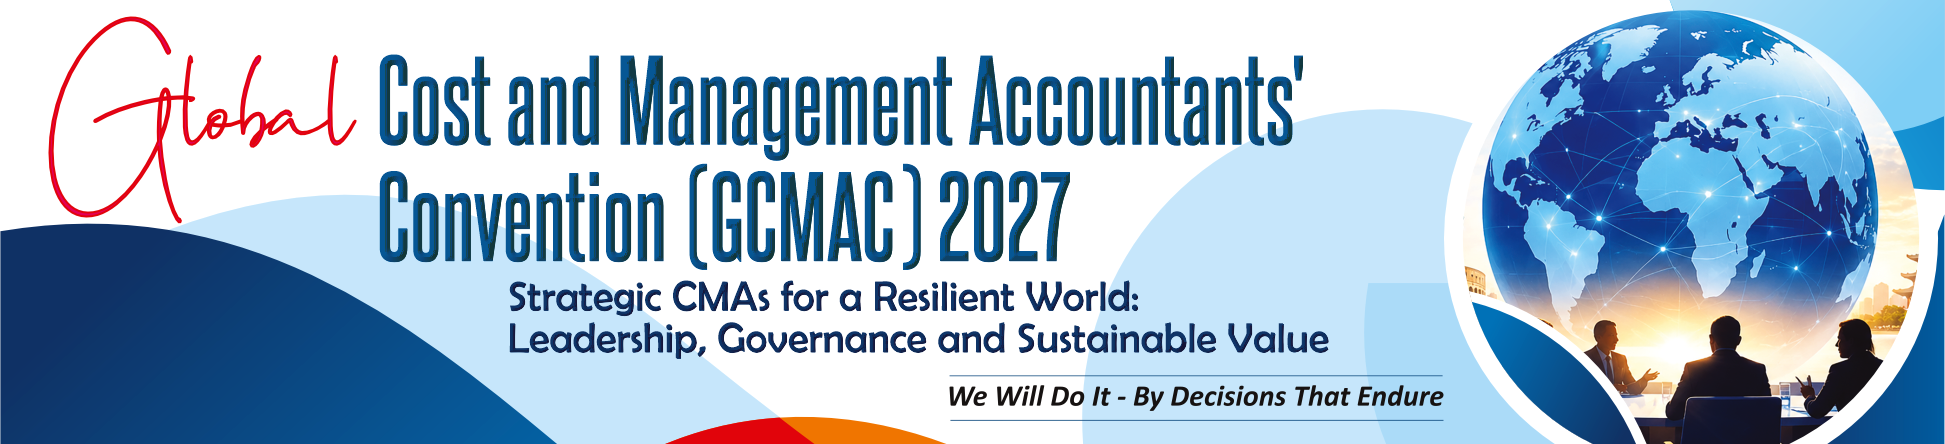 Global Cost and Management Accountants'
Convention (GCMAC) 2027
Strategic CMAs for a Resilient World:
Leadership, Governance and Sustainable Value
We Will Do It - By Decisions That Endure